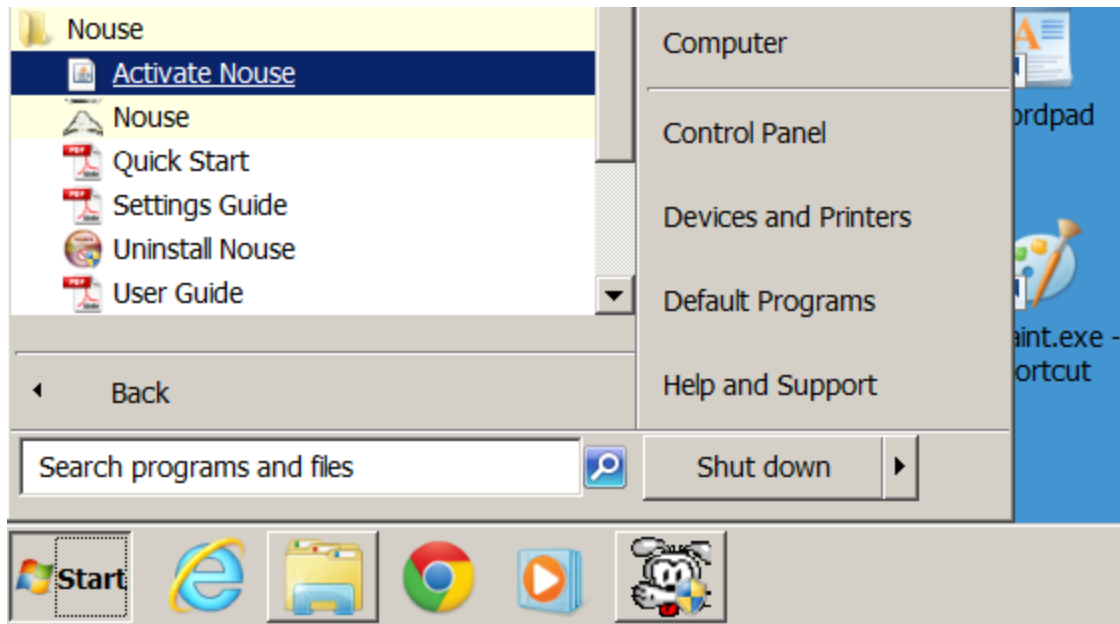 Nouse
Activate Nouse
Nouse
Quick Start
Settings Guide
Uninstall Nouse
User Guide
Back
Search programs and files
Computer
Control Panel
Devices and Printers
Default Programs
Help and Support
Shut down
ordpad
aint.exe -
ortcut
Start